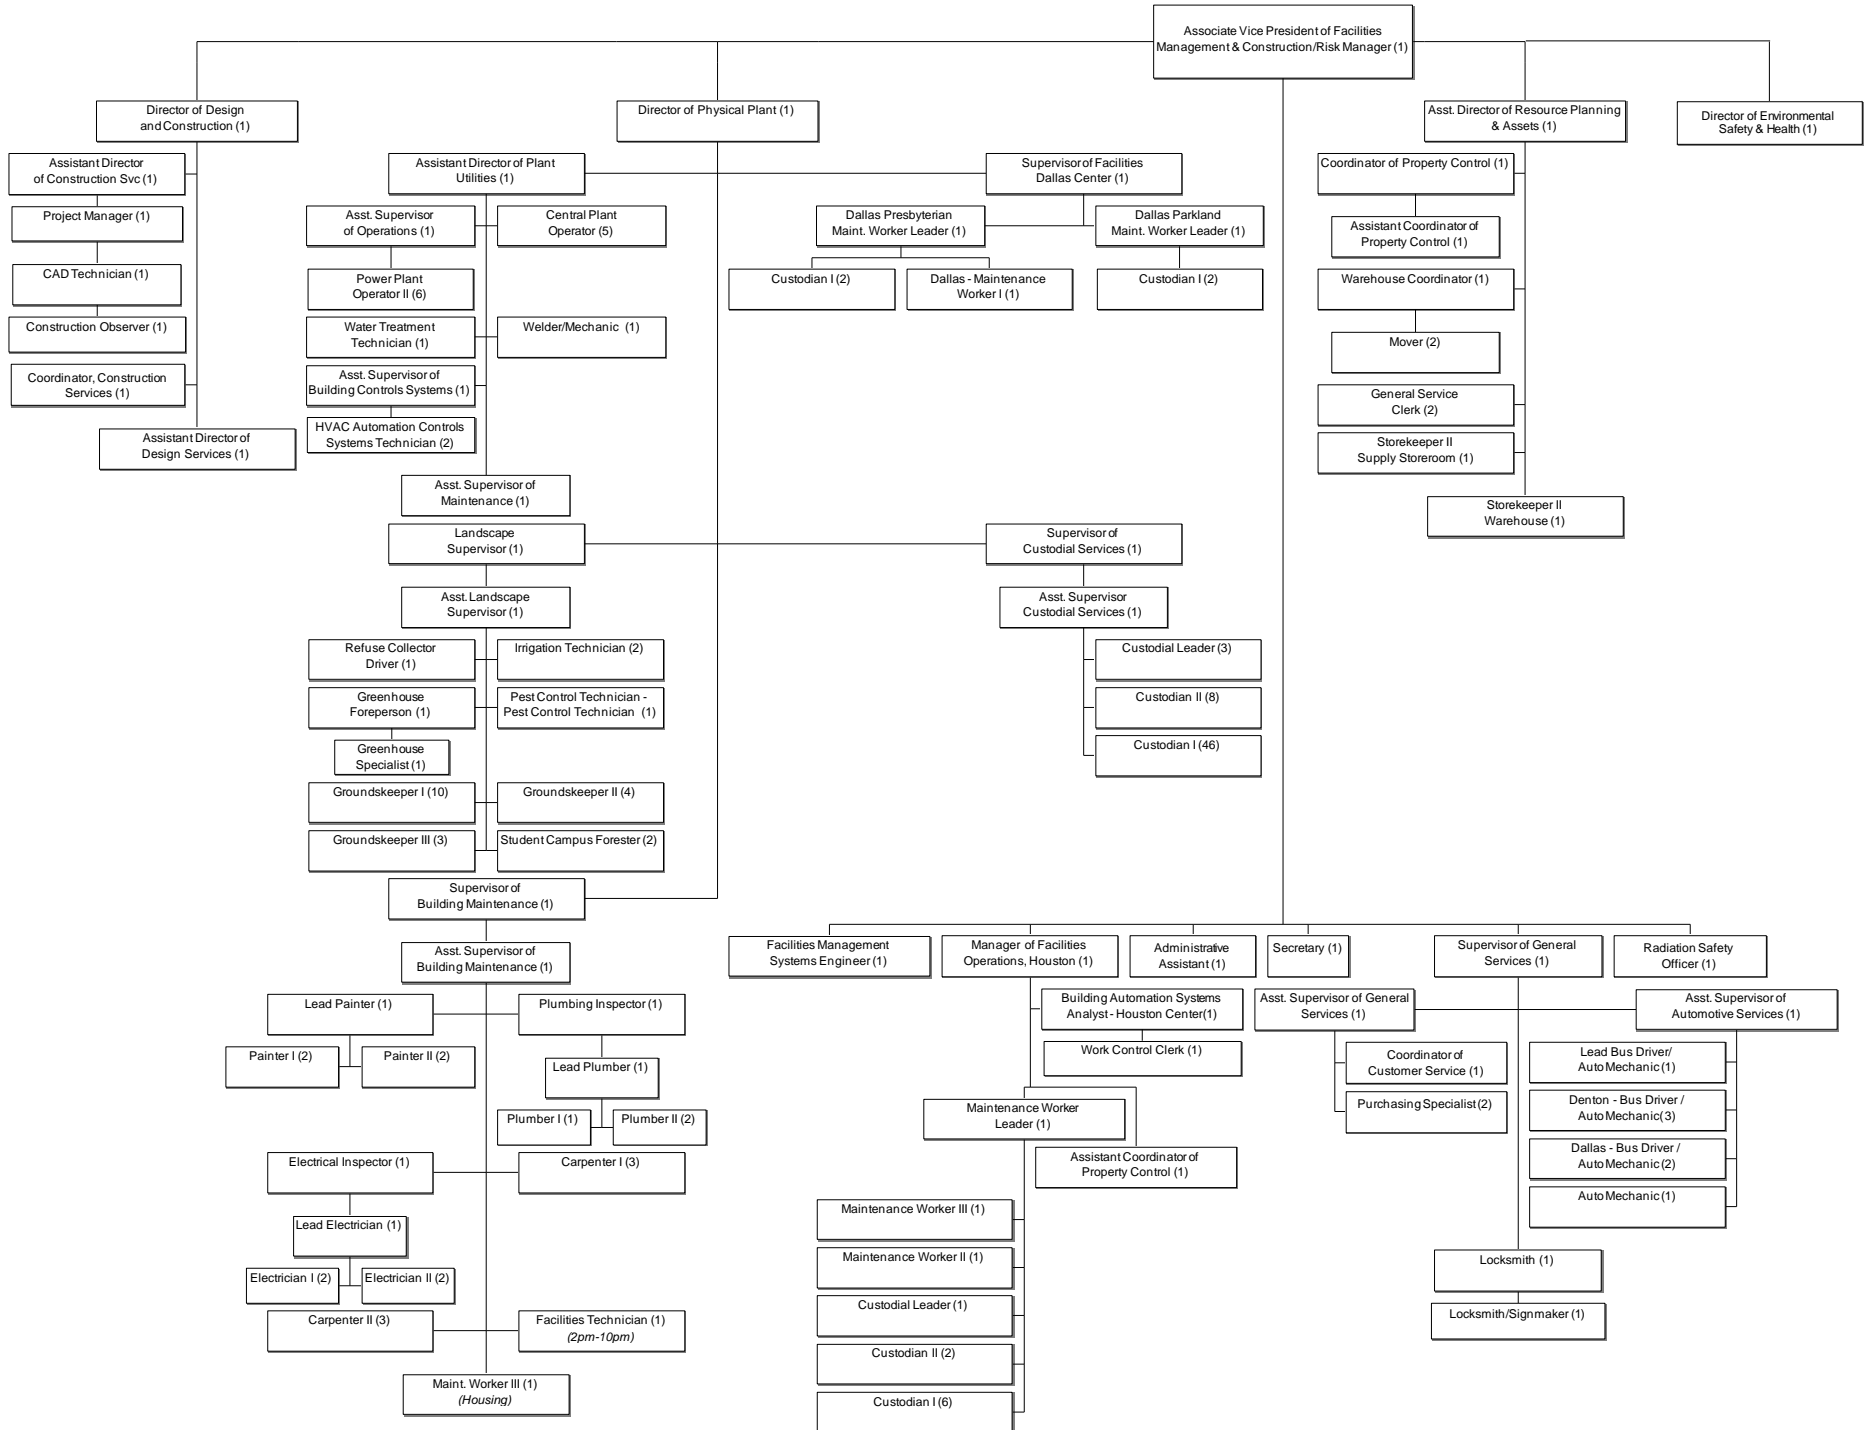 Associate Vice President of Facilities
Management & Construction/Risk Manager (1)
Director of Design
and Construction (1)
Director of Physical Plant (1)
Asst. Director of Resource Planning
& Assets (1)
Director of Environmental
Safety & Health (1)
Assistant Director
of Construction Svc (1)
Project Manager (1)
CAD Technician (1)
Construction Observer (1)
Coordinator, Construction
Services (1)
Assistant Director of
Design Services (1)
Assistant Director of Plant
Utilities (1)
Asst. Supervisor
of Operations (1)
Central Plant
Operator (5)
Power Plant
Operator II (6)
Water Treatment
Technician (1)
Welder/Mechanic (1)
Asst. Supervisor of
Building Controls Systems (1)
HVAC Automation Controls
Systems Technician (2)
Asst. Supervisor of
Maintenance (1)
Supervisor of Facilities
Dallas Center (1)
Dallas Presbyterian
Maint. Worker Leader (1)
Dallas Parkland
Maint. Worker Leader (1)
Custodian I (2)
Dallas - Maintenance
Worker I (1)
Custodian I (2)
Coordinator of Property Control (1)
Assistant Coordinator of
Property Control (1)
Warehouse Coordinator (1)
Mover (2)
General Service
Clerk (2)
Storekeeper II
Supply Storeroom (1)
Storekeeper II
Warehouse (1)
Landscape
Supervisor (1)
Asst. Landscape
Supervisor (1)
Refuse Collector
Driver (1)
Irrigation Technician (2)
Greenhouse
Foreperson (1)
Pest Control Technician -
Pest Control Technician (1)
Greenhouse
Specialist (1)
Groundskeeper I (10)
Groundskeeper II (4)
Groundskeeper III (3)
Student Campus Forester (2)
Supervisor of
Custodial Services (1)
Asst. Supervisor
Custodial Services (1)
Custodial Leader (3)
Custodian II (8)
Custodian I (46)
Supervisor of
Building Maintenance (1)
Asst. Supervisor of
Building Maintenance (1)
Lead Painter (1)
Plumbing Inspector (1)
Painter I (2)
Painter II (2)
Lead Plumber (1)
Plumber I (1)
Plumber II (2)
Electrical Inspector (1)
Carpenter I (3)
Lead Electrician (1)
Electrician I (2)
Electrician II (2)
Carpenter II (3)
Facilities Technician (1)
(2pm-10pm)
Maint. Worker III (1)
(Housing)
Facilities Management
Systems Engineer (1)
Manager of Facilities
Operations, Houston (1)
Administrative
Assistant (1)
Secretary (1)
Supervisor of General
Services (1)
Radiation Safety
Officer (1)
Building Automation Systems
Analyst - Houston Center(1)
Work Control Clerk (1)
Maintenance Worker
Leader (1)
Assistant Coordinator of
Property Control (1)
Maintenance Worker III (1)
Maintenance Worker II (1)
Custodial Leader (1)
Custodian II (2)
Custodian I (6)
Asst. Supervisor of General
Services (1)
Coordinator of
Customer Service (1)
Purchasing Specialist (2)
Asst. Supervisor of
Automotive Services (1)
Lead Bus Driver/
Auto Mechanic (1)
Denton - Bus Driver /
Auto Mechanic (3)
Dallas - Bus Driver /
Auto Mechanic (2)
Auto Mechanic (1)
Locksmith (1)
Locksmith/Signmaker (1)